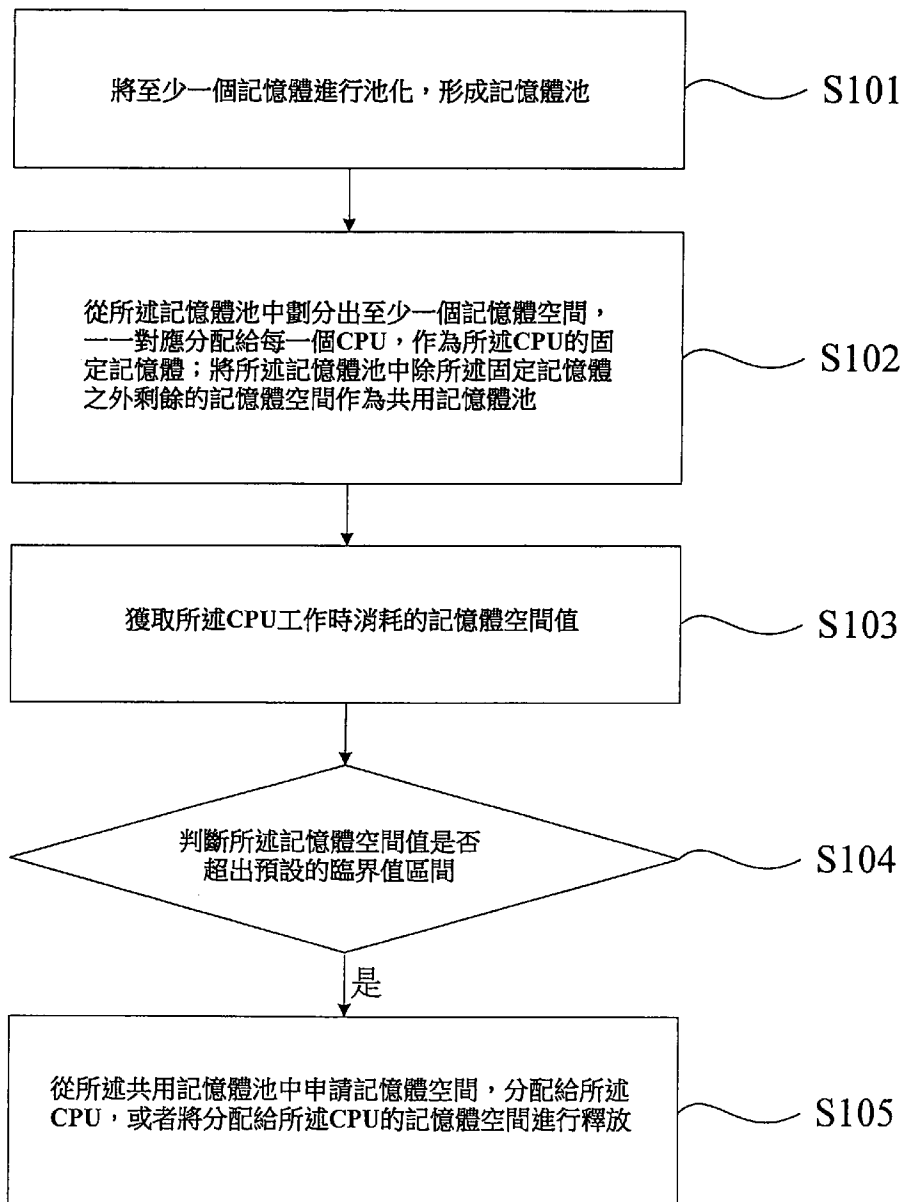 將至少一個記憶體進行池化，形成記憶體池
S101
從所述記憶體池中劃分出至少一個記憶體空間，
一一對應分配給每一個CPU，作為所述CPU的固
定記憶體；將所述記憶體池中除所述固定記憶體
之外剩餘的記憶體空間作為共用記憶體池
S102
獲取所述CPU工作時消耗的記憶體空間值
S103
判斷所述記憶體空間值是否
超出預設的臨界值區間
S104
是
從所述共用記憶體池中申請記憶體空間，分配給所述
CPU，或者將分配給所述CPU的記憶體空間進行釋放
S105